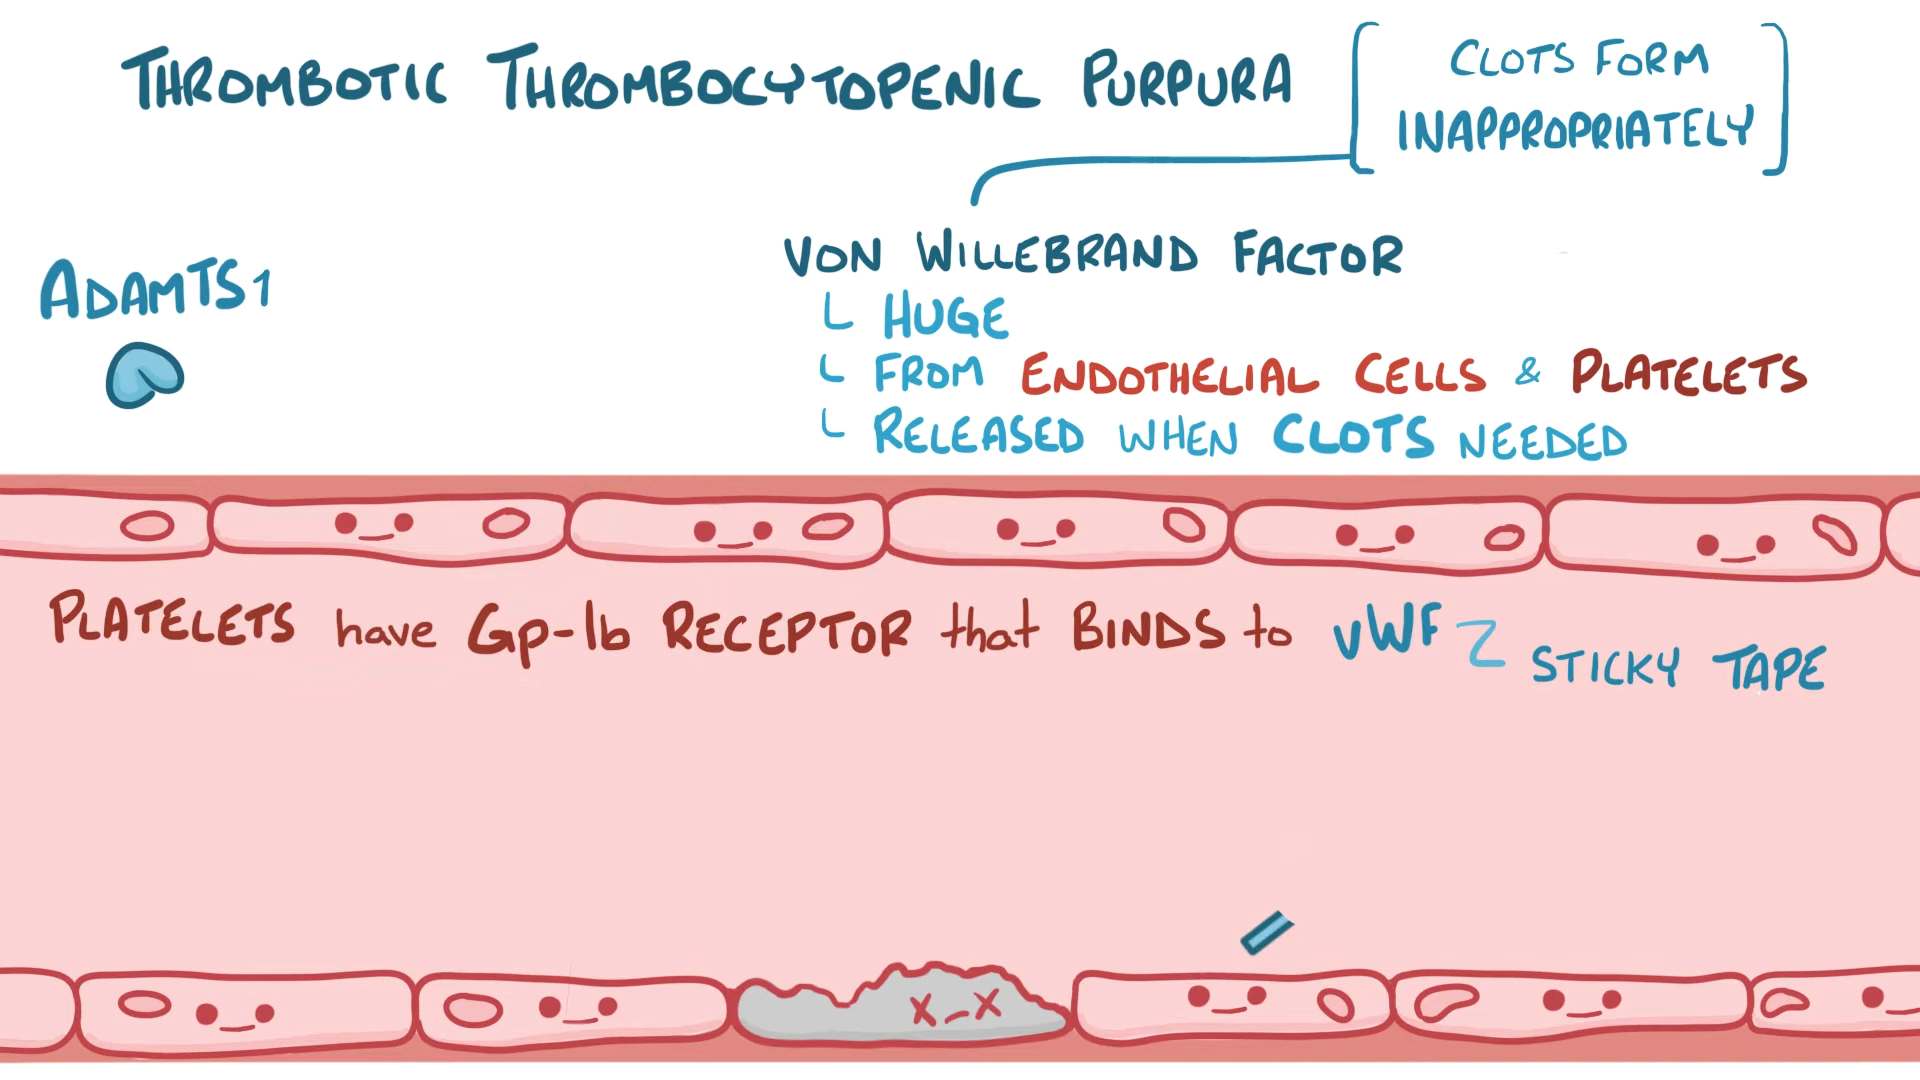 THROMBOTIC THROMBOCYTOPENIC PURPURA
CLOTS FORM
INAPPROPRIATELY
ADAMTS1
VON WILLEBRAND FACTOR
HUGE
FROM ENDOTHELIAL CELLS & PLATELETS
RELEASED WHEN CLOTS NEEDED
PLATELETS have Gp-Ib RECEPTOR that BINDS to vWF
STICKY TAPE